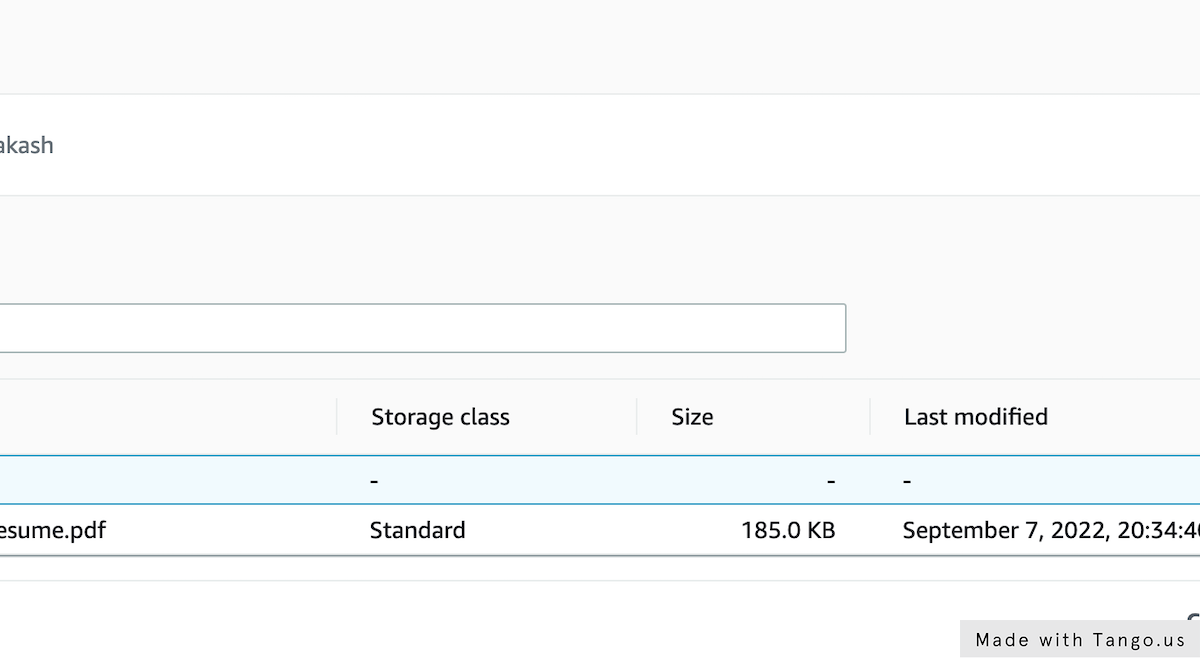 akash
Storage class Size Last modified
- - -
esume.pdf Standard 185.0 KB September 7, 2022, 20:34:4
Made with Tango.us